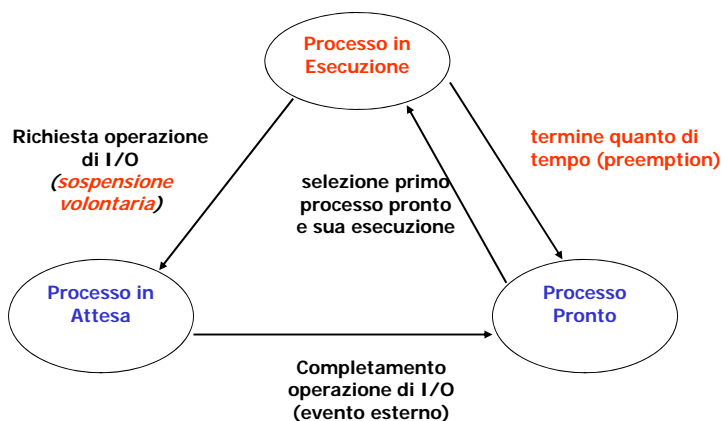 Processo in
Esecuzione
Richiesta operazione
di I/O
(sospensione
volontaria)
termine quanto di
tempo (preemption)
selezione primo
processo pronto
e sua esecuzione
Processo in
Attesa
Processo
Pronto
Completamento
operazione di I/O
(evento esterno)